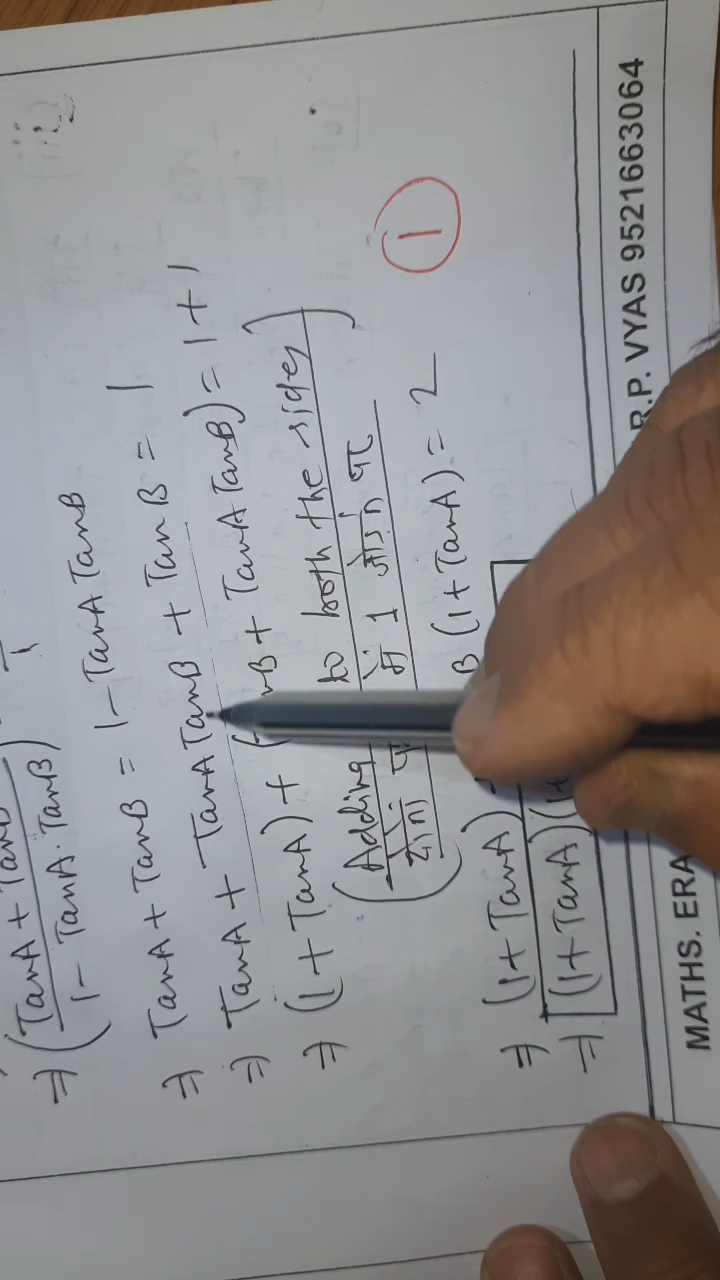 ⇒ (TanA + TanB / 1 - TanA.TanB) = 1/1
⇒ TanA + TanB = 1 - TanA TanB
⇒ TanA + TanA TanB + TanB = 1
⇒ (1 + TanA) + ( B + TanA TanB) = 1 + 1
(Adding to both the sides)
दोनों में 1 जोड़ने पर
⇒ (1 + TanA) B (1 + TanA) = 2
⇒ (1 + TanA) (1+
①
MATHS. ERA R.P. VYAS 9521663064